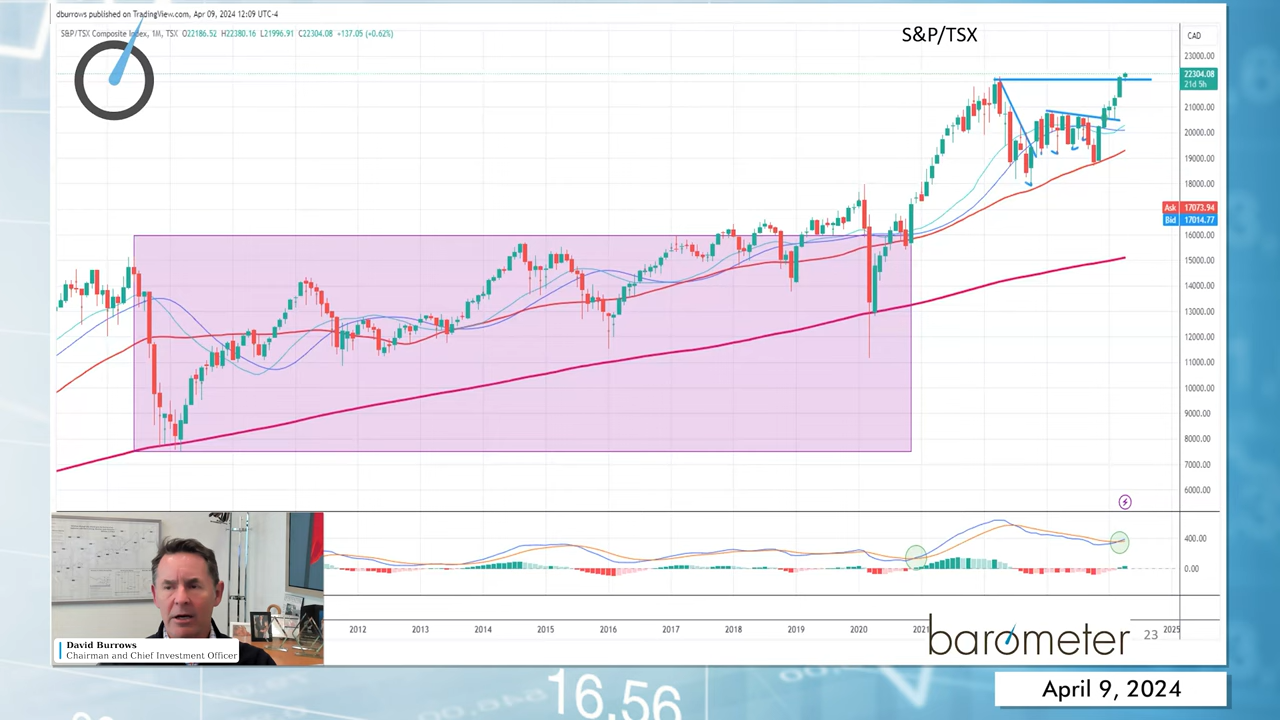 dburrows published on TradingView.com, Apr 09, 2024 12:09 UTC-4
S&P/TSX Composite Index, 1M, TSX O22186.52 H22380.16 L21996.91 C22304.08 +137.05 (+0.62%)
S&P/TSX
CAD
23000.00
22304.08
21d 5h
21000.00
20000.00
19000.00
18000.00
Ask 17073.94
Bid 17014.77
16000.00
15000.00
14000.00
13000.00
12000.00
11000.00
10000.00
9000.00
8000.00
7000.00
6000.00
400.00
0.00
2012 2013 2014 2015 2016 2017 2018 2019 2020 2021 2025
barometer 23
David Burrows
Chairman and Chief Investment Officer
April 9, 2024
16.56